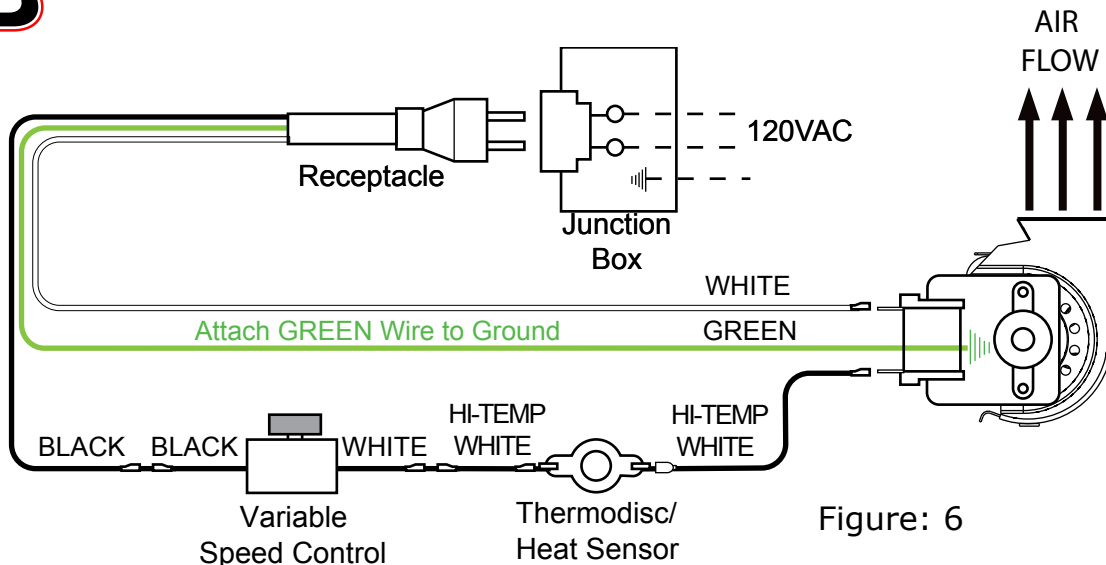 AIR
FLOW
120VAC
Receptacle
Junction
Box
WHITE
Attach GREEN Wire to Ground
GREEN
BLACK
BLACK
WHITE
HI-TEMP
WHITE
HI-TEMP
WHITE
Variable
Speed Control
Thermodisc/
Heat Sensor
Figure: 6